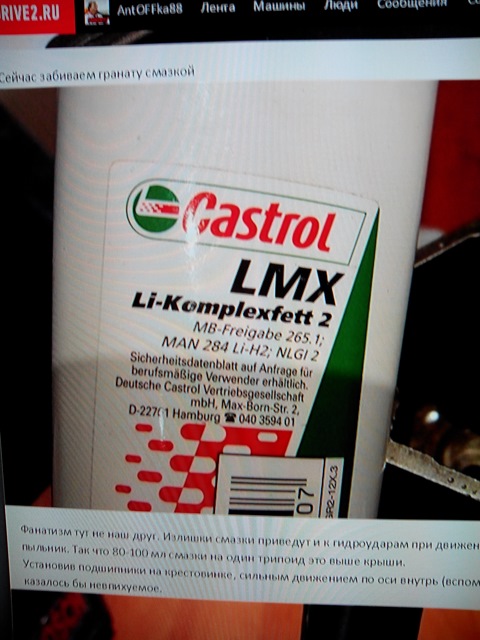 RIVE2.RU AntOFFka88 Лента Машины Люди Сообщения
Сейчас забиваем гранату смазкой
Castrol
LMX
Li-Komplexfett 2
MB-Freigabe 265.1;
MAN 284 Li-H2; NLGI 2
Sicherheitsdatenblatt auf Anfrage für
berufsmäßige Verwender erhältlich.
Deutsche Castrol Vertriebsgesellschaft
mbH, Max-Born-Str. 2,
Hamburg ☎ 040 3594 01
07
Фанатизм тут не наш друг. Излишки смазки приведут и к гидроударам при движен
пыльник. Так что 80-100 мл смазки на один трипоид это выше крыши.
Установив подшипники на крестовинке, сильным движением по оси внутрь (вспом
казалось бы невпихуемое.